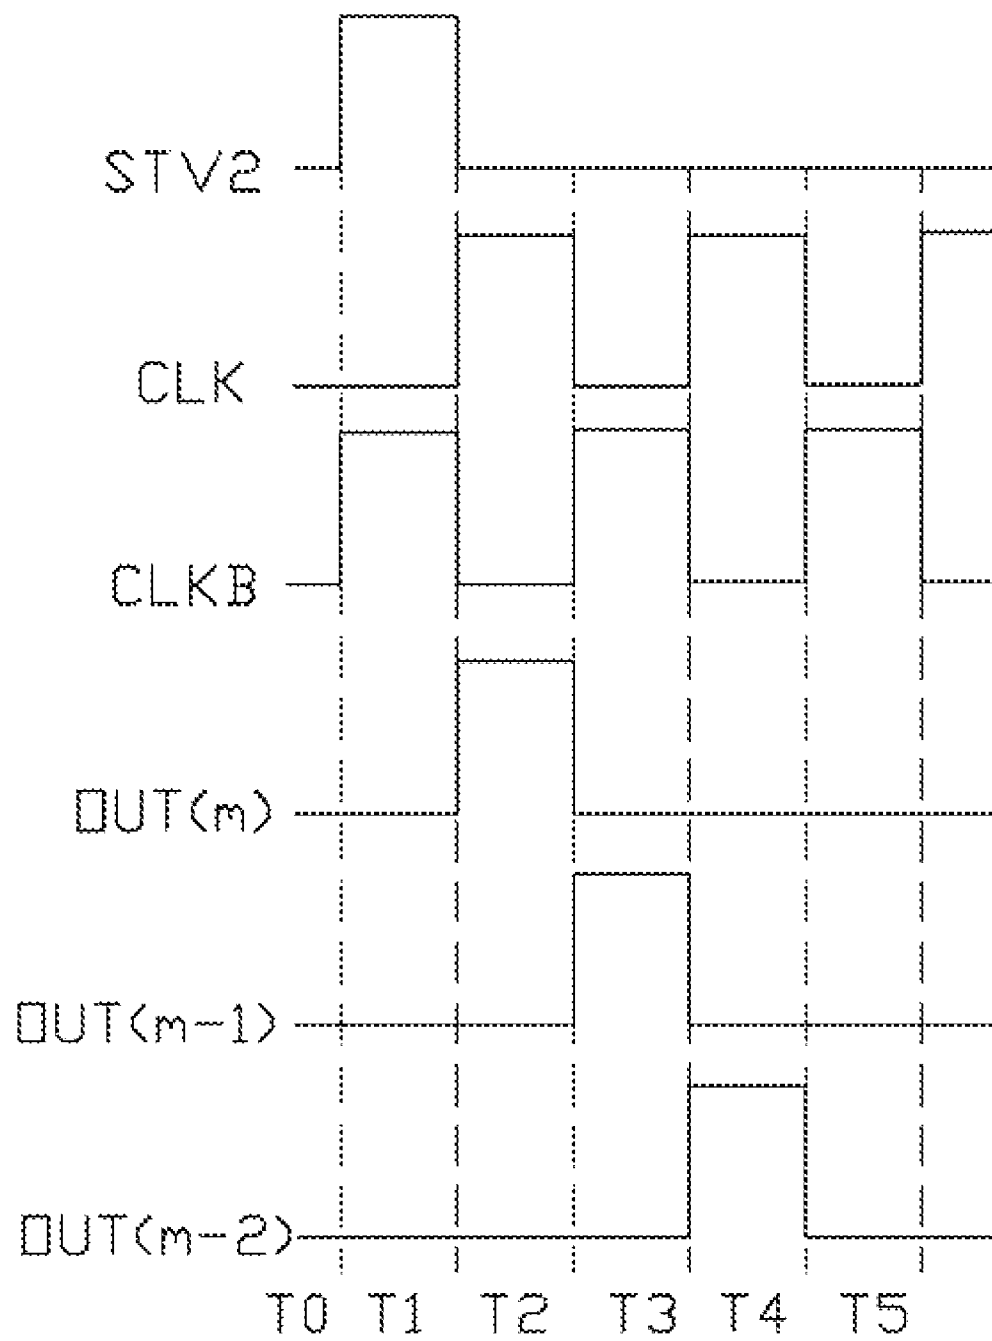 STV2
CLK
CLKB
OUT(m)
OUT(m-1)
OUT(m-2)
T0 T1 T2 T3 T4 T5